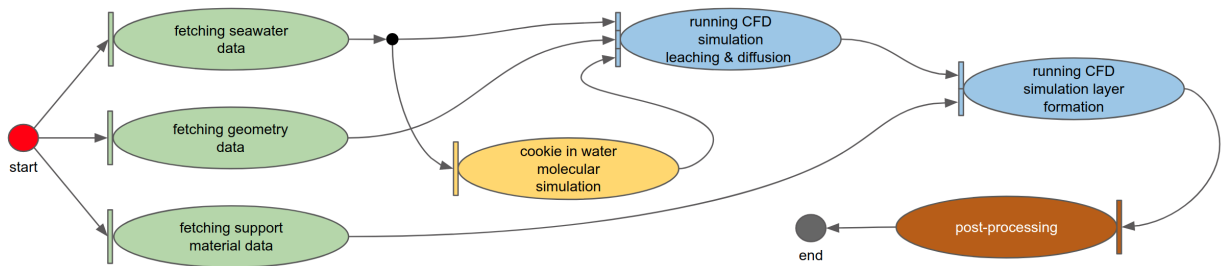 start
fetching seawater
data
fetching geometry
data
fetching support
material data
cookie in water
molecular
simulation
running CFD
simulation
leaching & diffusion
running CFD
simulation layer
formation
post-processing
end